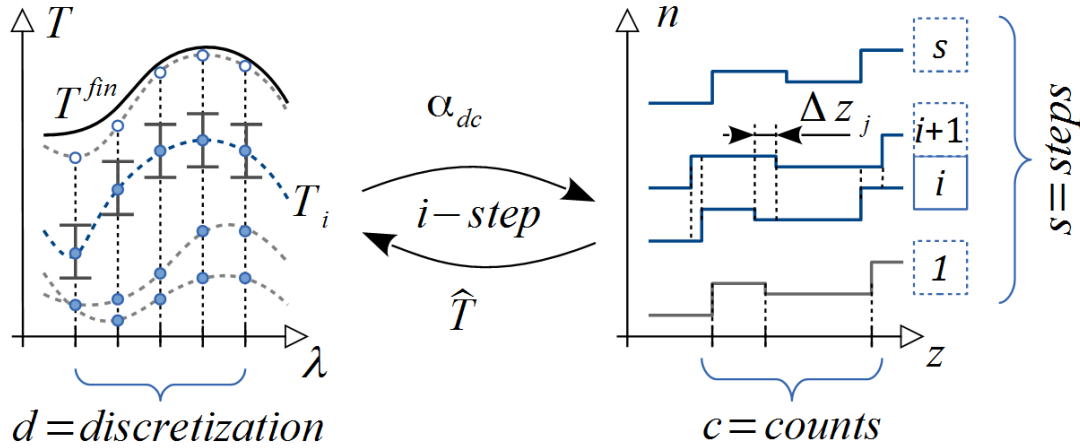 T
T^fin
T_i
λ
d = discretization
α_dc
i – step
T̂
n
s
Δ z_j
i+1
i
1
z
c = counts
s = steps